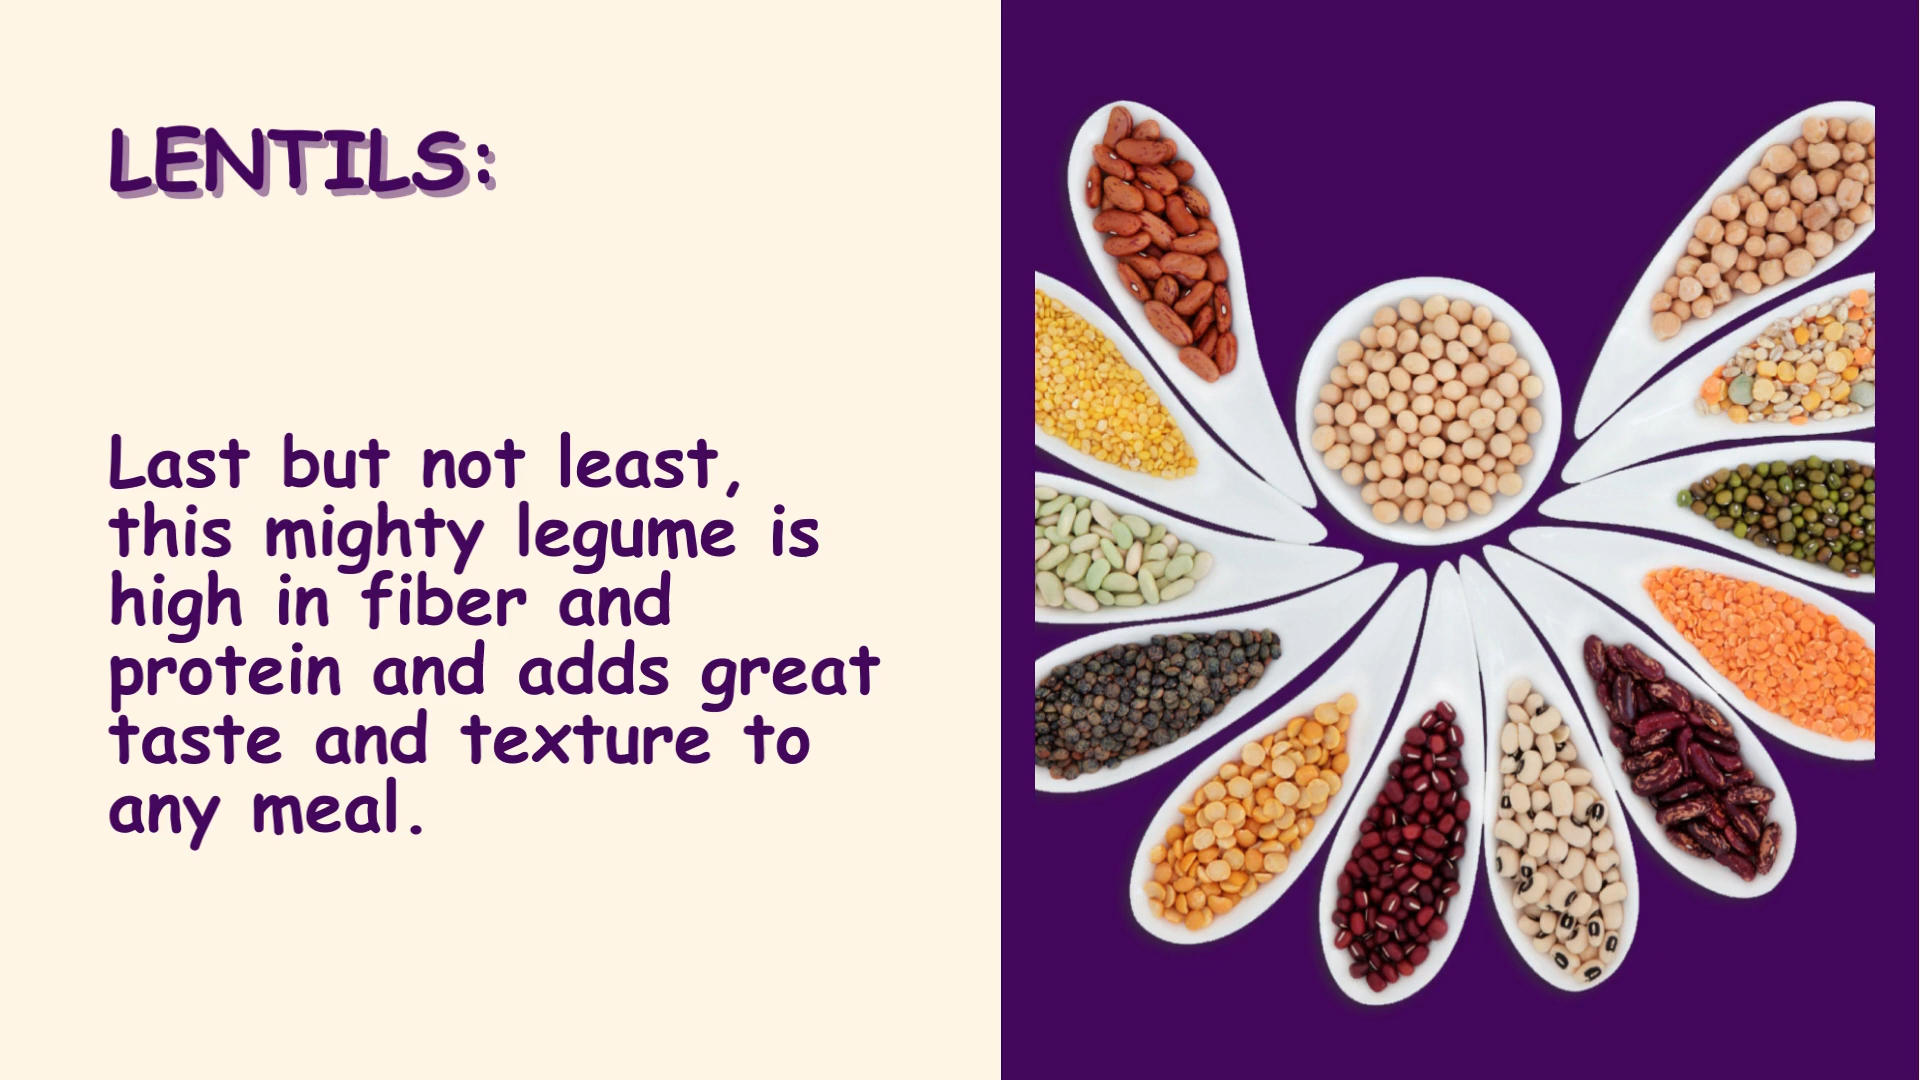 LENTILS:
Last but not least,
this mighty legume is
high in fiber and
protein and adds great
taste and texture to
any meal.